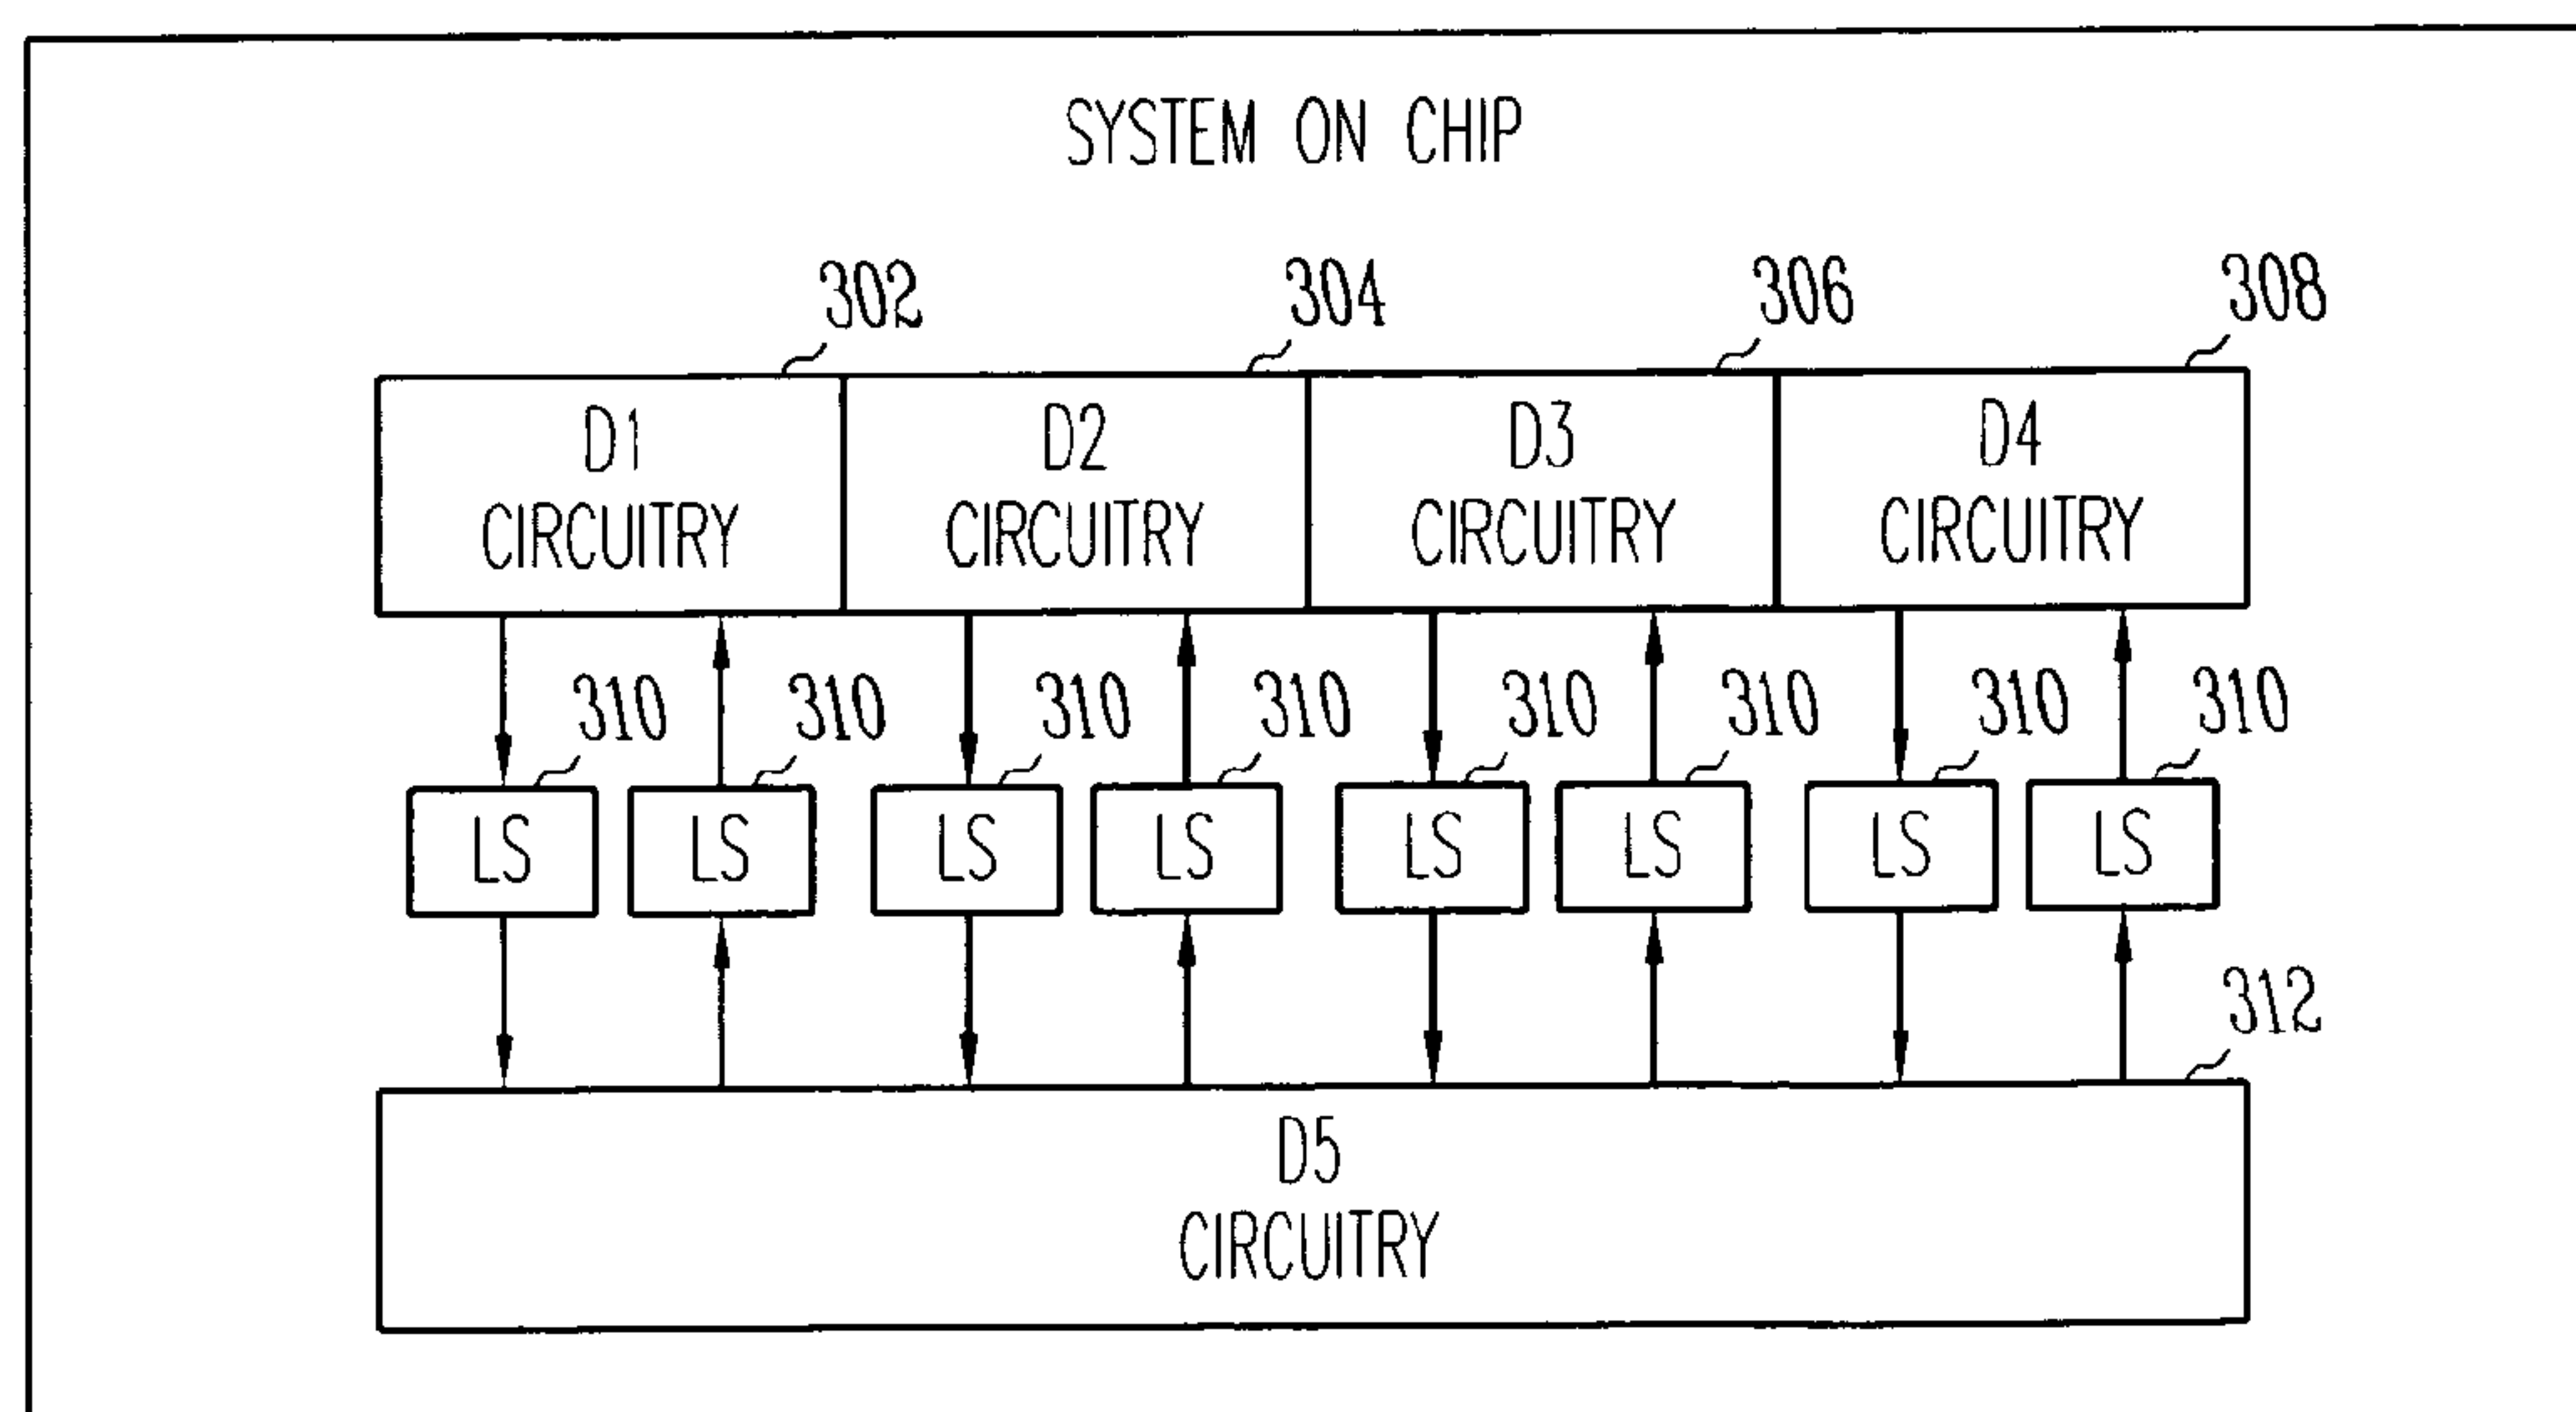 SYSTEM ON CHIP
302
304
306
308
D1
CIRCUITRY
D2
CIRCUITRY
D3
CIRCUITRY
D4
CIRCUITRY
310
310
310
310
310
310
310
310
LS
LS
LS
LS
LS
LS
LS
LS
312
D5
CIRCUITRY